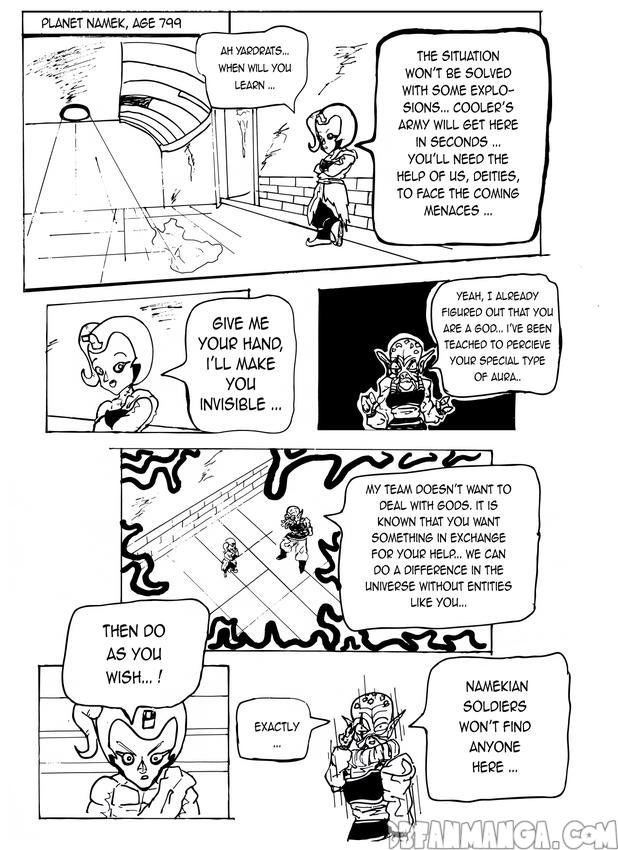 PLANET NAMEK, AGE 799
AH YARDRATS...
WHEN WILL YOU
LEARN ...
THE SITUATION
WON'T BE SOLVED
WITH SOME EXPLO-
SIONS... COOLER'S
ARMY WILL GET HERE
IN SECONDS ...
YOU'LL NEED THE
HELP OF US, DEITIES,
TO FACE THE COMING
MENACES ...
GIVE ME
YOUR HAND,
I'LL MAKE
YOU
INVISIBLE ...
YEAH, I ALREADY
FIGURED OUT THAT YOU
ARE A GOD... I'VE BEEN
TEACHED TO PERCIEVE
YOUR SPECIAL TYPE
OF AURA..
MY TEAM DOESN'T WANT TO
DEAL WITH GODS. IT IS
KNOWN THAT YOU WANT
SOMETHING IN EXCHANGE
FOR YOUR HELP... WE CAN
DO A DIFFERENCE IN THE
UNIVERSE WITHOUT ENTITIES
LIKE YOU...
THEN DO
AS YOU
WISH... !
EXACTLY
...
NAMEKIAN
SOLDIERS
WON'T FIND
ANYONE
HERE ...
DBFANMANGA.COM